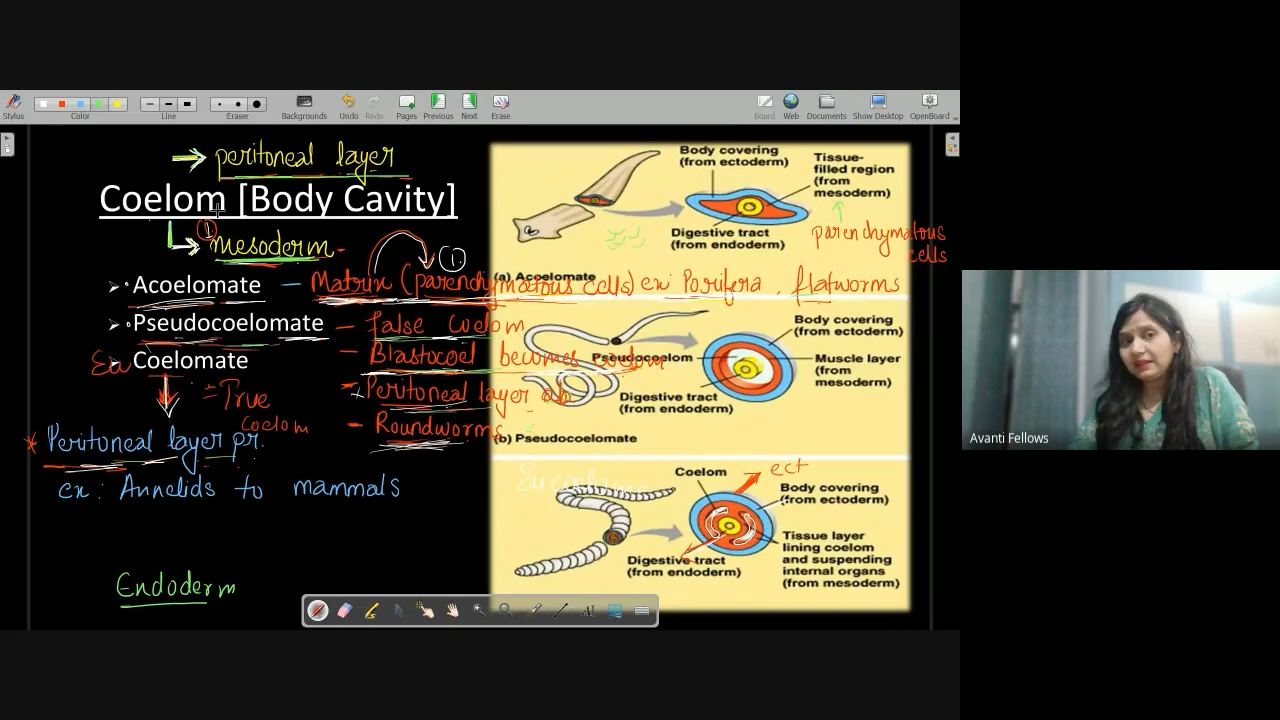 Stylus Color Line Eraser Backgrounds Undo Redo Pages Previous Next Erase Board Web Documents Show Desktop OpenBoard
peritoneal layer
Coelom [Body Cavity]
① mesoderm -
Acoelomate - Matrix (parenchymatous cells) ex: Porifera, flatworms
①
Pseudocoelomate - false coelom
- Blastocoel becomes coelom
- Peritoneal layer ab
- Roundworms
Eu Coelomate
= True
coelom
* Peritoneal layer pr.
ex: Annelids to mammals
Endoderm
Body covering
(from ectoderm)
Tissue-
filled region
(from
mesoderm)
parenchymatous
cells
Digestive tract
(from endoderm)
(a) Acoelomate
Body covering
(from ectoderm)
Pseudocoelom
Muscle layer
(from
mesoderm)
Digestive tract
(from endoderm)
(b) Pseudocoelomate
Coelom
ect
Body covering
(from ectoderm)
Tissue layer
lining coelom
and suspending
internal organs
(from mesoderm)
Digestive tract
(from endoderm)
Avanti Fellows